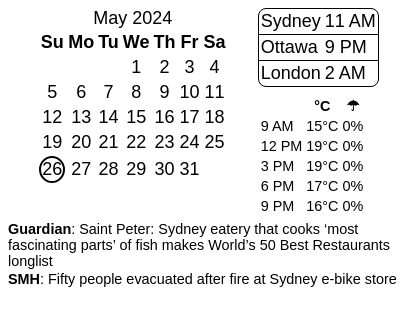 May 2024
Su Mo Tu We Th Fr Sa
1 2 3 4
5 6 7 8 9 10 11
12 13 14 15 16 17 18
19 20 21 22 23 24 25
26 27 28 29 30 31
Sydney 11 AM
Ottawa 9 PM
London 2 AM
°C ☂
9 AM 15°C 0%
12 PM 19°C 0%
3 PM 19°C 0%
6 PM 17°C 0%
9 PM 16°C 0%
Guardian: Saint Peter: Sydney eatery that cooks ‘most
fascinating parts’ of fish makes World’s 50 Best Restaurants
longlist
SMH: Fifty people evacuated after fire at Sydney e-bike store